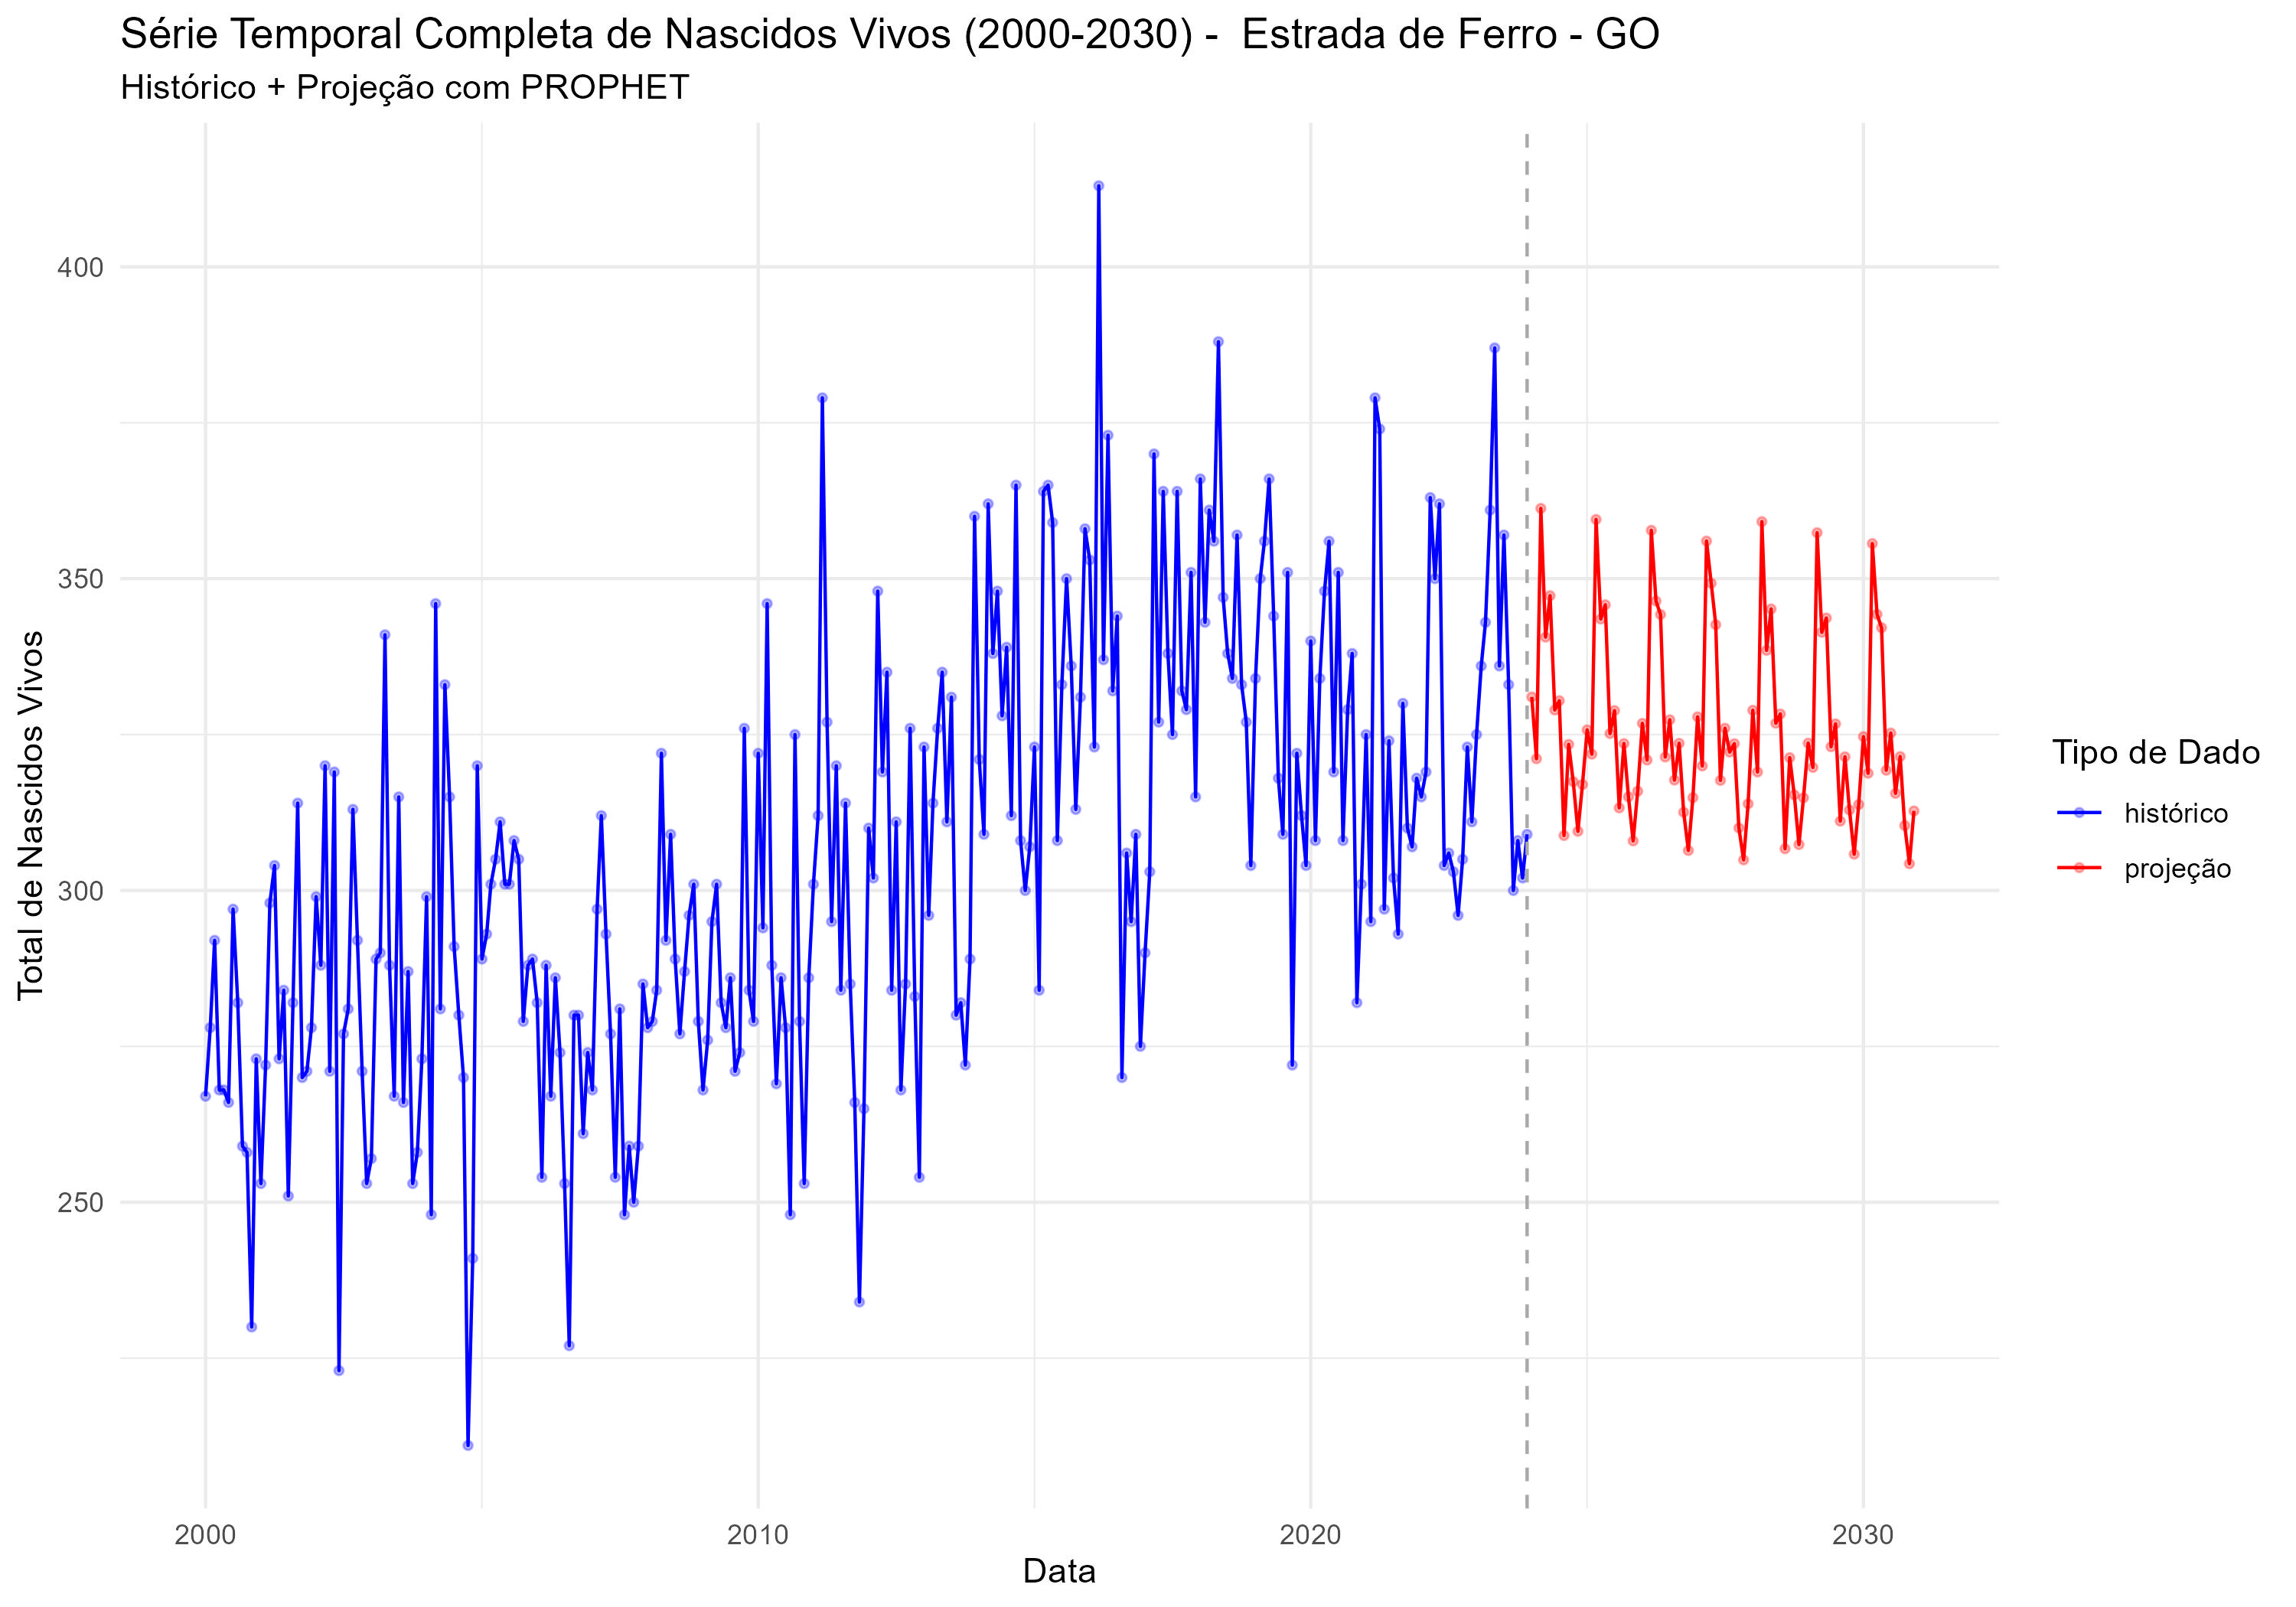 Série Temporal Completa de Nascidos Vivos (2000-2030) -  Estrada de Ferro - GO
Histórico + Projeção com PROPHET
Total de Nascidos Vivos
400
350
300
250
2000
2010
2020
2030
Data
Tipo de Dado
histórico
projeção